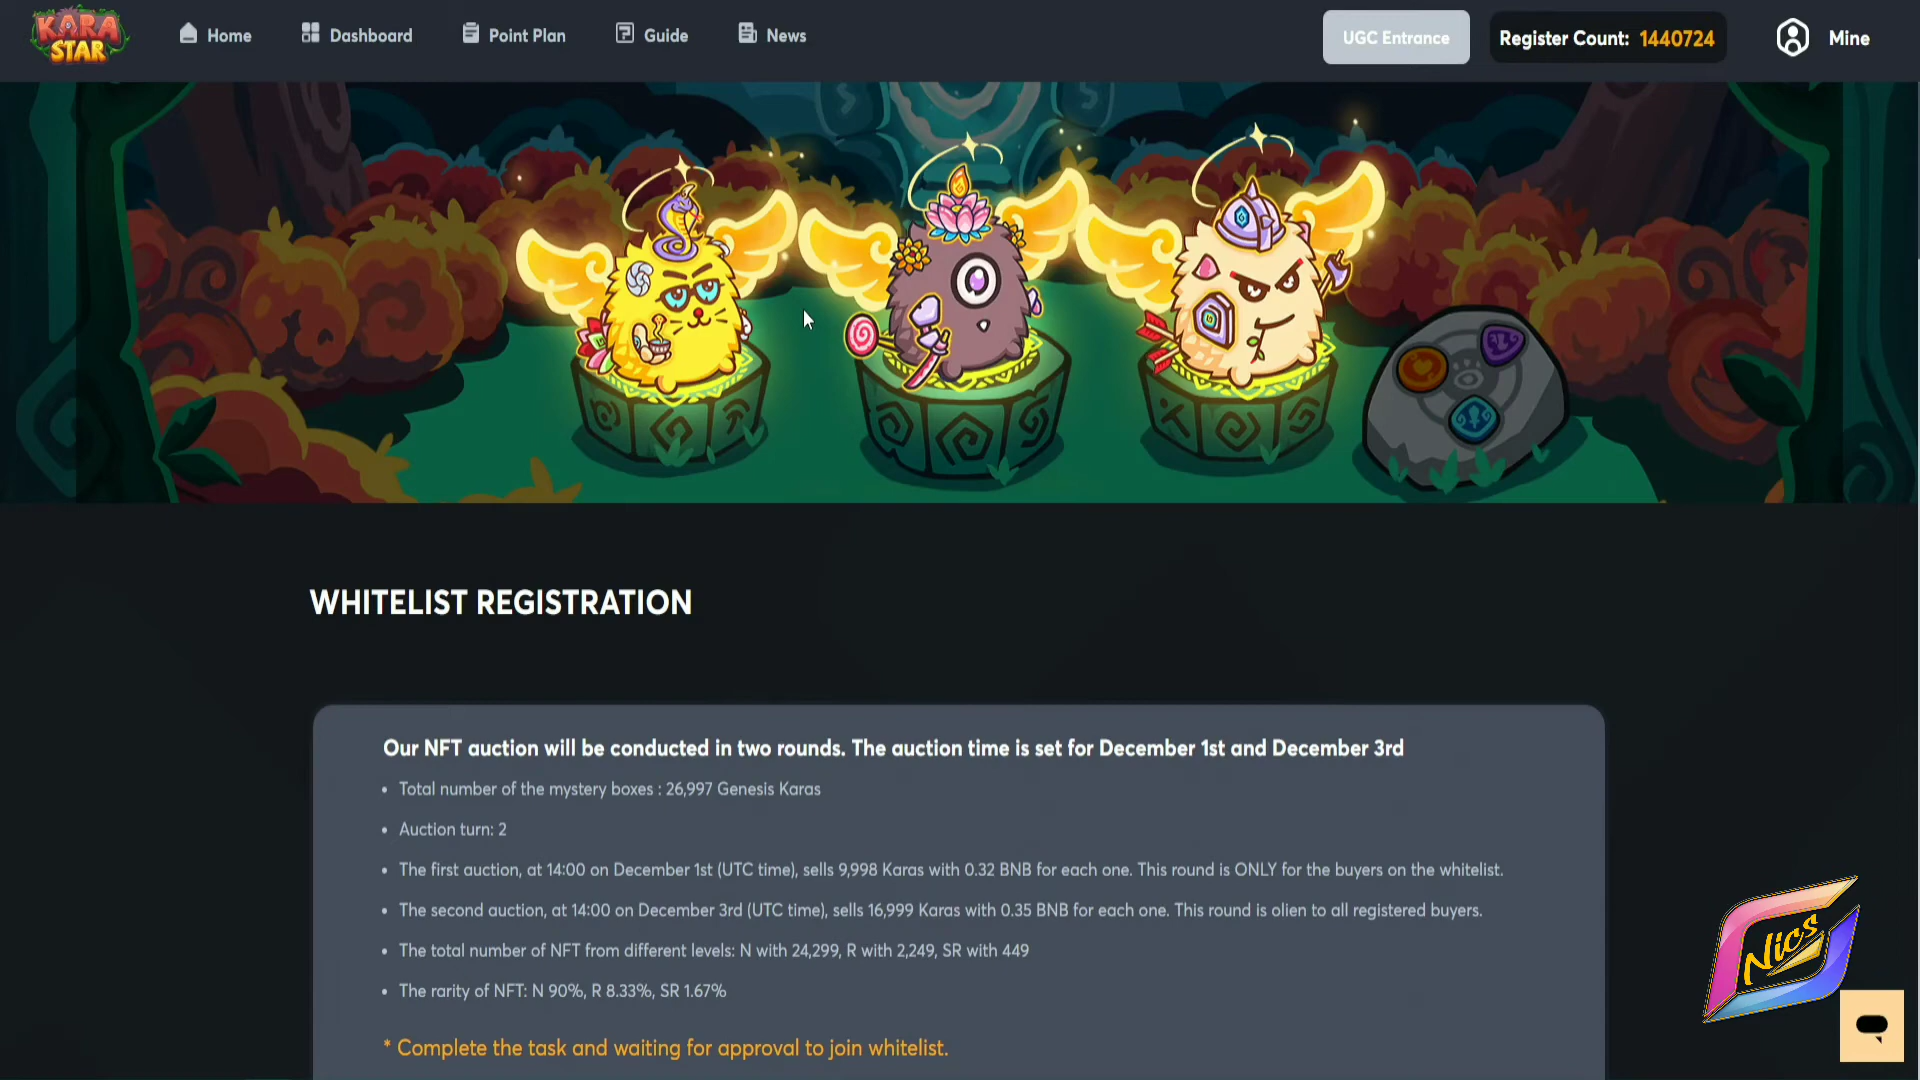 KARA
STAR
Home
Dashboard
Point Plan
Guide
News
UGC Entrance
Register Count: 1440724
Mine
WHITELIST REGISTRATION
Our NFT auction will be conducted in two rounds. The auction time is set for December 1st and December 3rd
• Total number of the mystery boxes : 26,997 Genesis Karas
• Auction turn: 2
• The first auction, at 14:00 on December 1st (UTC time), sells 9,998 Karas with 0.32 BNB for each one. This round is ONLY for the buyers on the whitelist.
• The second auction, at 14:00 on December 3rd (UTC time), sells 16,999 Karas with 0.35 BNB for each one. This round is olien to all registered buyers.
• The total number of NFT from different levels: N with 24,299, R with 2,249, SR with 449
• The rarity of NFT: N 90%, R 8.33%, SR 1.67%
* Complete the task and waiting for approval to join whitelist.
Nics